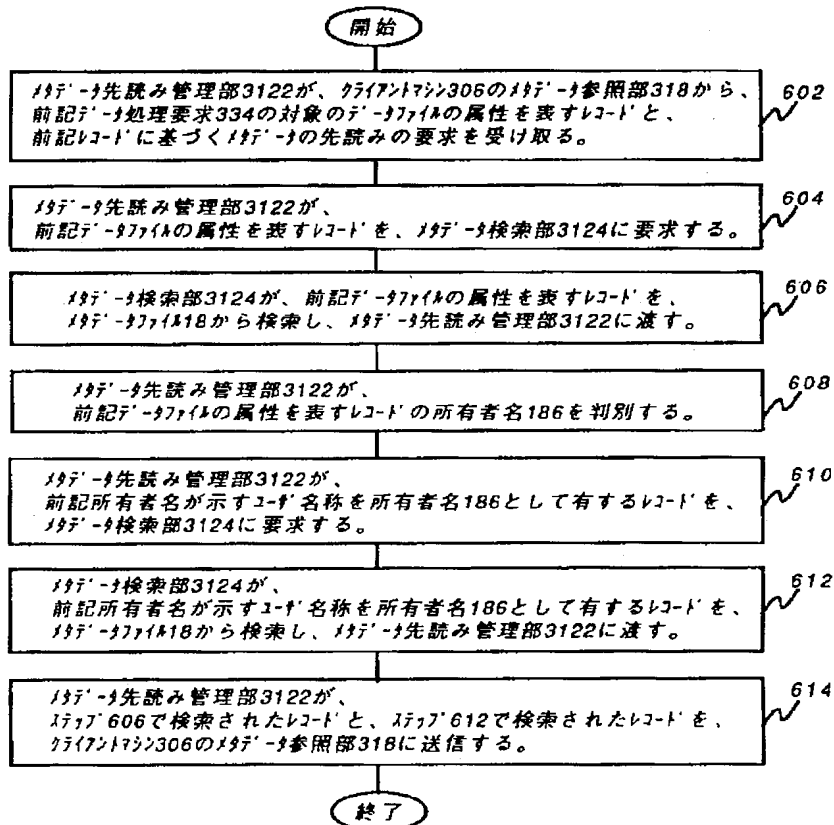 開始
メタデータ先読み管理部3122が、クライアントマシン306のメタデータ参照部318から、
前記データ処理要求334の対象のデータファイルの属性を表すレコードと、
前記レコードに基づくメタデータの先読みの要求を受け取る。
602
メタデータ先読み管理部3122が、
前記データファイルの属性を表すレコードを、メタデータ検索部3124に要求する。
604
メタデータ検索部3124が、前記データファイルの属性を表すレコードを、
メタデータファイル18から検索し、メタデータ先読み管理部3122に渡す。
606
メタデータ先読み管理部3122が、
前記データファイルの属性を表すレコードの所有者名186を判別する。
608
メタデータ先読み管理部3122が、
前記所有者名が示すユーザ名称を所有者名186として有するレコードを、
メタデータ検索部3124に要求する。
610
メタデータ検索部3124が、
前記所有者名が示すユーザ名称を所有者名186として有するレコードを、
メタデータファイル18から検索し、メタデータ先読み管理部3122に渡す。
612
メタデータ先読み管理部3122が、
ステップ606で検索されたレコードと、ステップ612で検索されたレコードを、
クライアントマシン306のメタデータ参照部318に送信する。
614
終了